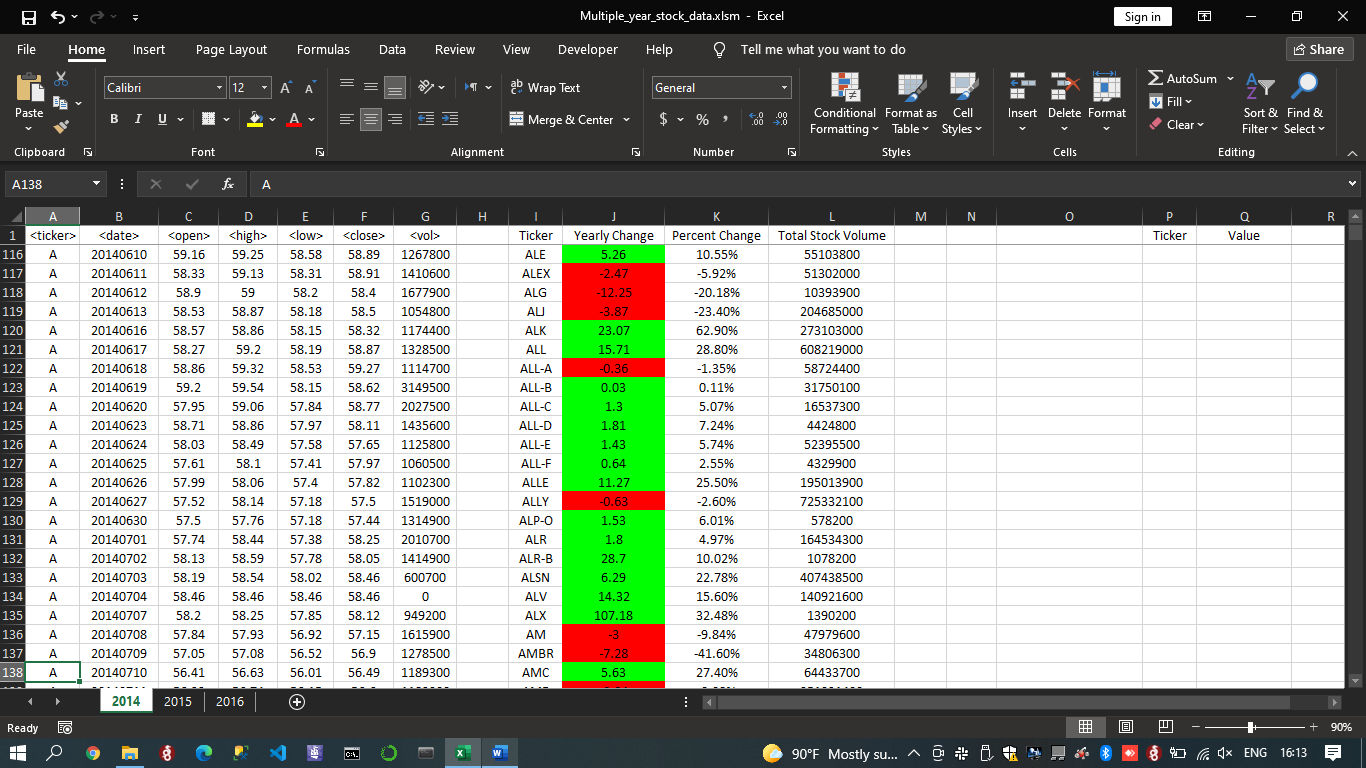 Multiple_year_stock_data.xlsm - Excel
Sign in
File Home Insert Page Layout Formulas Data Review View Developer Help Tell me what you want to do Share
Calibri 12 Wrap Text General AutoSum
Paste Conditional Formatting Format as Table Cell Styles Insert Delete Format Fill Sort & Filter Find & Select
B I U A Merge & Center $ % Clear
Clipboard Font Alignment Number Styles Cells Editing
A138 fx A
A B C D E F G H I J K L M N O P Q R
1 <ticker> <date> <open> <high> <low> <close> <vol> Ticker Yearly Change Percent Change Total Stock Volume Ticker Value
116 A 20140610 59.16 59.25 58.58 58.89 1267800 ALE 5.26 10.55% 55103800
117 A 20140611 58.33 59.13 58.31 58.91 1410600 ALEX -2.47 -5.92% 51302000
118 A 20140612 58.9 59 58.2 58.4 1677900 ALG -12.25 -20.18% 10393900
119 A 20140613 58.53 58.87 58.18 58.5 1054800 ALJ -3.87 -23.40% 204685000
120 A 20140616 58.57 58.86 58.15 58.32 1174400 ALK 23.07 62.90% 273103000
121 A 20140617 58.27 59.2 58.19 58.87 1328500 ALL 15.71 28.80% 608219000
122 A 20140618 58.86 59.32 58.53 59.27 1114700 ALL-A -0.36 -1.35% 58724400
123 A 20140619 59.2 59.54 58.15 58.62 3149500 ALL-B 0.03 0.11% 31750100
124 A 20140620 57.95 59.06 57.84 58.77 2027500 ALL-C 1.3 5.07% 16537300
125 A 20140623 58.71 58.86 57.97 58.11 1435600 ALL-D 1.81 7.24% 4424800
126 A 20140624 58.03 58.49 57.58 57.65 1125800 ALL-E 1.43 5.74% 52395500
127 A 20140625 57.61 58.1 57.41 57.97 1060500 ALL-F 0.64 2.55% 4329900
128 A 20140626 57.99 58.06 57.4 57.82 1102300 ALLE 11.27 25.50% 195013900
129 A 20140627 57.52 58.14 57.18 57.5 1519000 ALLY -0.63 -2.60% 725332100
130 A 20140630 57.5 57.76 57.18 57.44 1314900 ALP-O 1.53 6.01% 578200
131 A 20140701 57.74 58.44 57.38 58.25 2010700 ALR 1.8 4.97% 164534300
132 A 20140702 58.13 58.59 57.78 58.05 1414900 ALR-B 28.7 10.02% 1078200
133 A 20140703 58.19 58.54 58.02 58.46 600700 ALSN 6.29 22.78% 407438500
134 A 20140704 58.46 58.46 58.46 58.46 0 ALV 14.32 15.60% 140921600
135 A 20140707 58.2 58.25 57.85 58.12 949200 ALX 107.18 32.48% 1390200
136 A 20140708 57.84 57.93 56.92 57.15 1615900 AM -3 -9.84% 47979600
137 A 20140709 57.05 57.08 56.52 56.9 1278500 AMBR -7.28 -41.60% 34806300
138 A 20140710 56.41 56.63 56.01 56.49 1189300 AMC 5.63 27.40% 64433700
2014 2015 2016
Ready 90%
90°F Mostly su... ENG 16:13